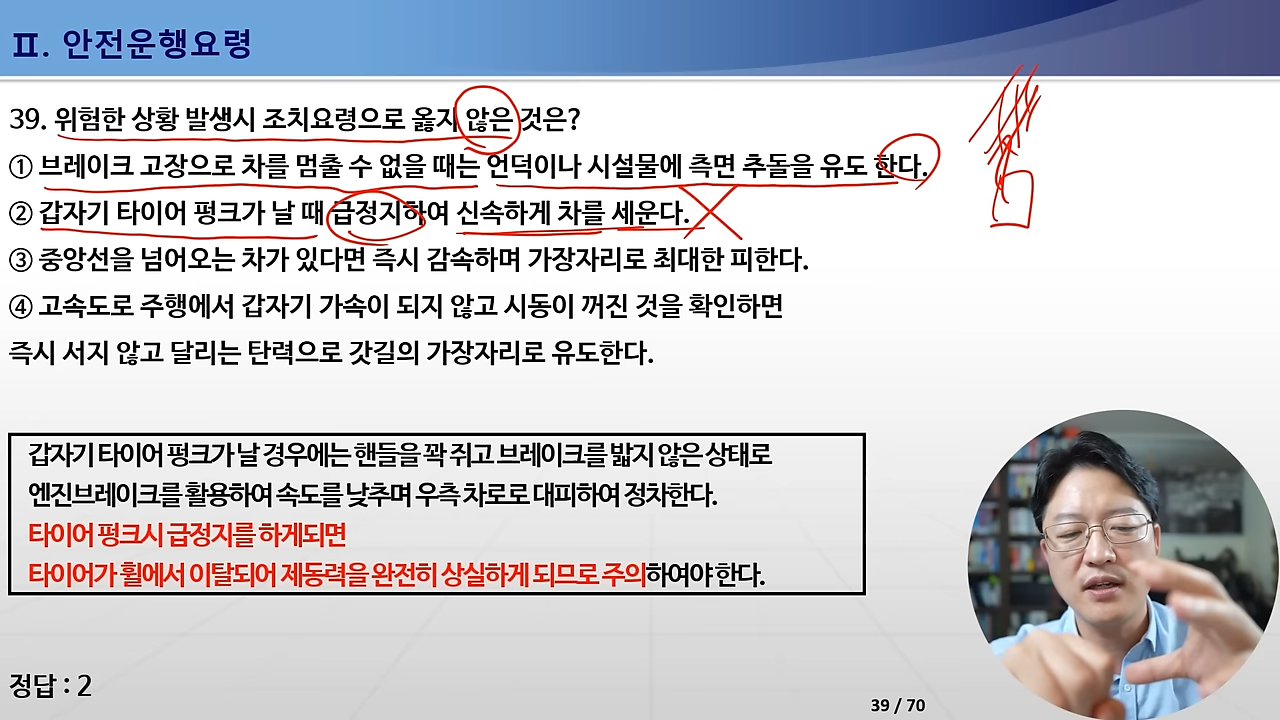 Ⅱ. 안전운행요령
39. 위험한 상황 발생시 조치요령으로 옳지 않은 것은?
① 브레이크 고장으로 차를 멈출 수 없을 때는 언덕이나 시설물에 측면 추돌을 유도 한다.
② 갑자기 타이어 펑크가 날 때 급정지하여 신속하게 차를 세운다.
③ 중앙선을 넘어오는 차가 있다면 즉시 감속하며 가장자리로 최대한 피한다.
④ 고속도로 주행에서 갑자기 가속이 되지 않고 시동이 꺼진 것을 확인하면
즉시 서지 않고 달리는 탄력으로 갓길의 가장자리로 유도한다.
갑자기 타이어 펑크가 날 경우에는 핸들을 꽉 쥐고 브레이크를 밟지 않은 상태로
엔진브레이크를 활용하여 속도를 낮추며 우측 차로로 대피하여 정차한다.
타이어 펑크시 급정지를 하게되면
타이어가 휠에서 이탈되어 제동력을 완전히 상실하게 되므로 주의하여야 한다.
정답 : 2
39 / 70